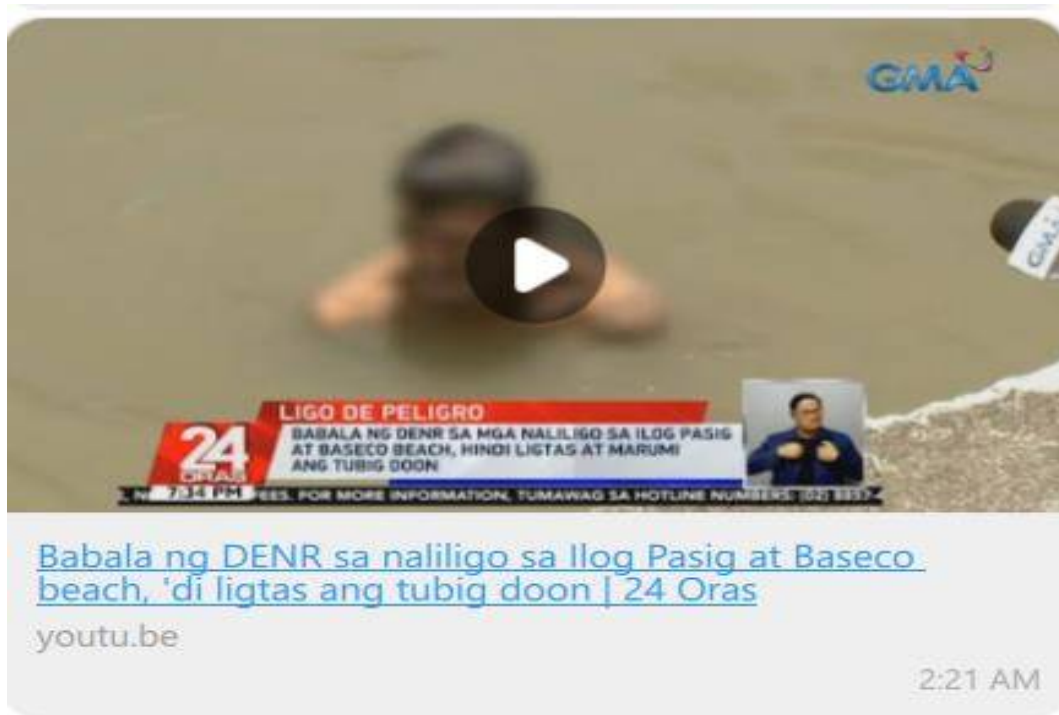 GMA
GMA
LIGO DE PELIGRO
24
ORAS
BABALA NG DENR SA MGA NALILIGO SA ILOG PASIG
AT BASECO BEACH, HINDI LIGTAS AT MARUMI
ANG TUBIG DOON
7:34 PM
FEES. FOR MORE INFORMATION, TUMAWAG SA HOTLINE NUMBERS: (02)
Babala ng DENR sa naliligo sa Ilog Pasig at Baseco
beach, 'di ligtas ang tubig doon | 24 Oras
youtu.be
2:21 AM